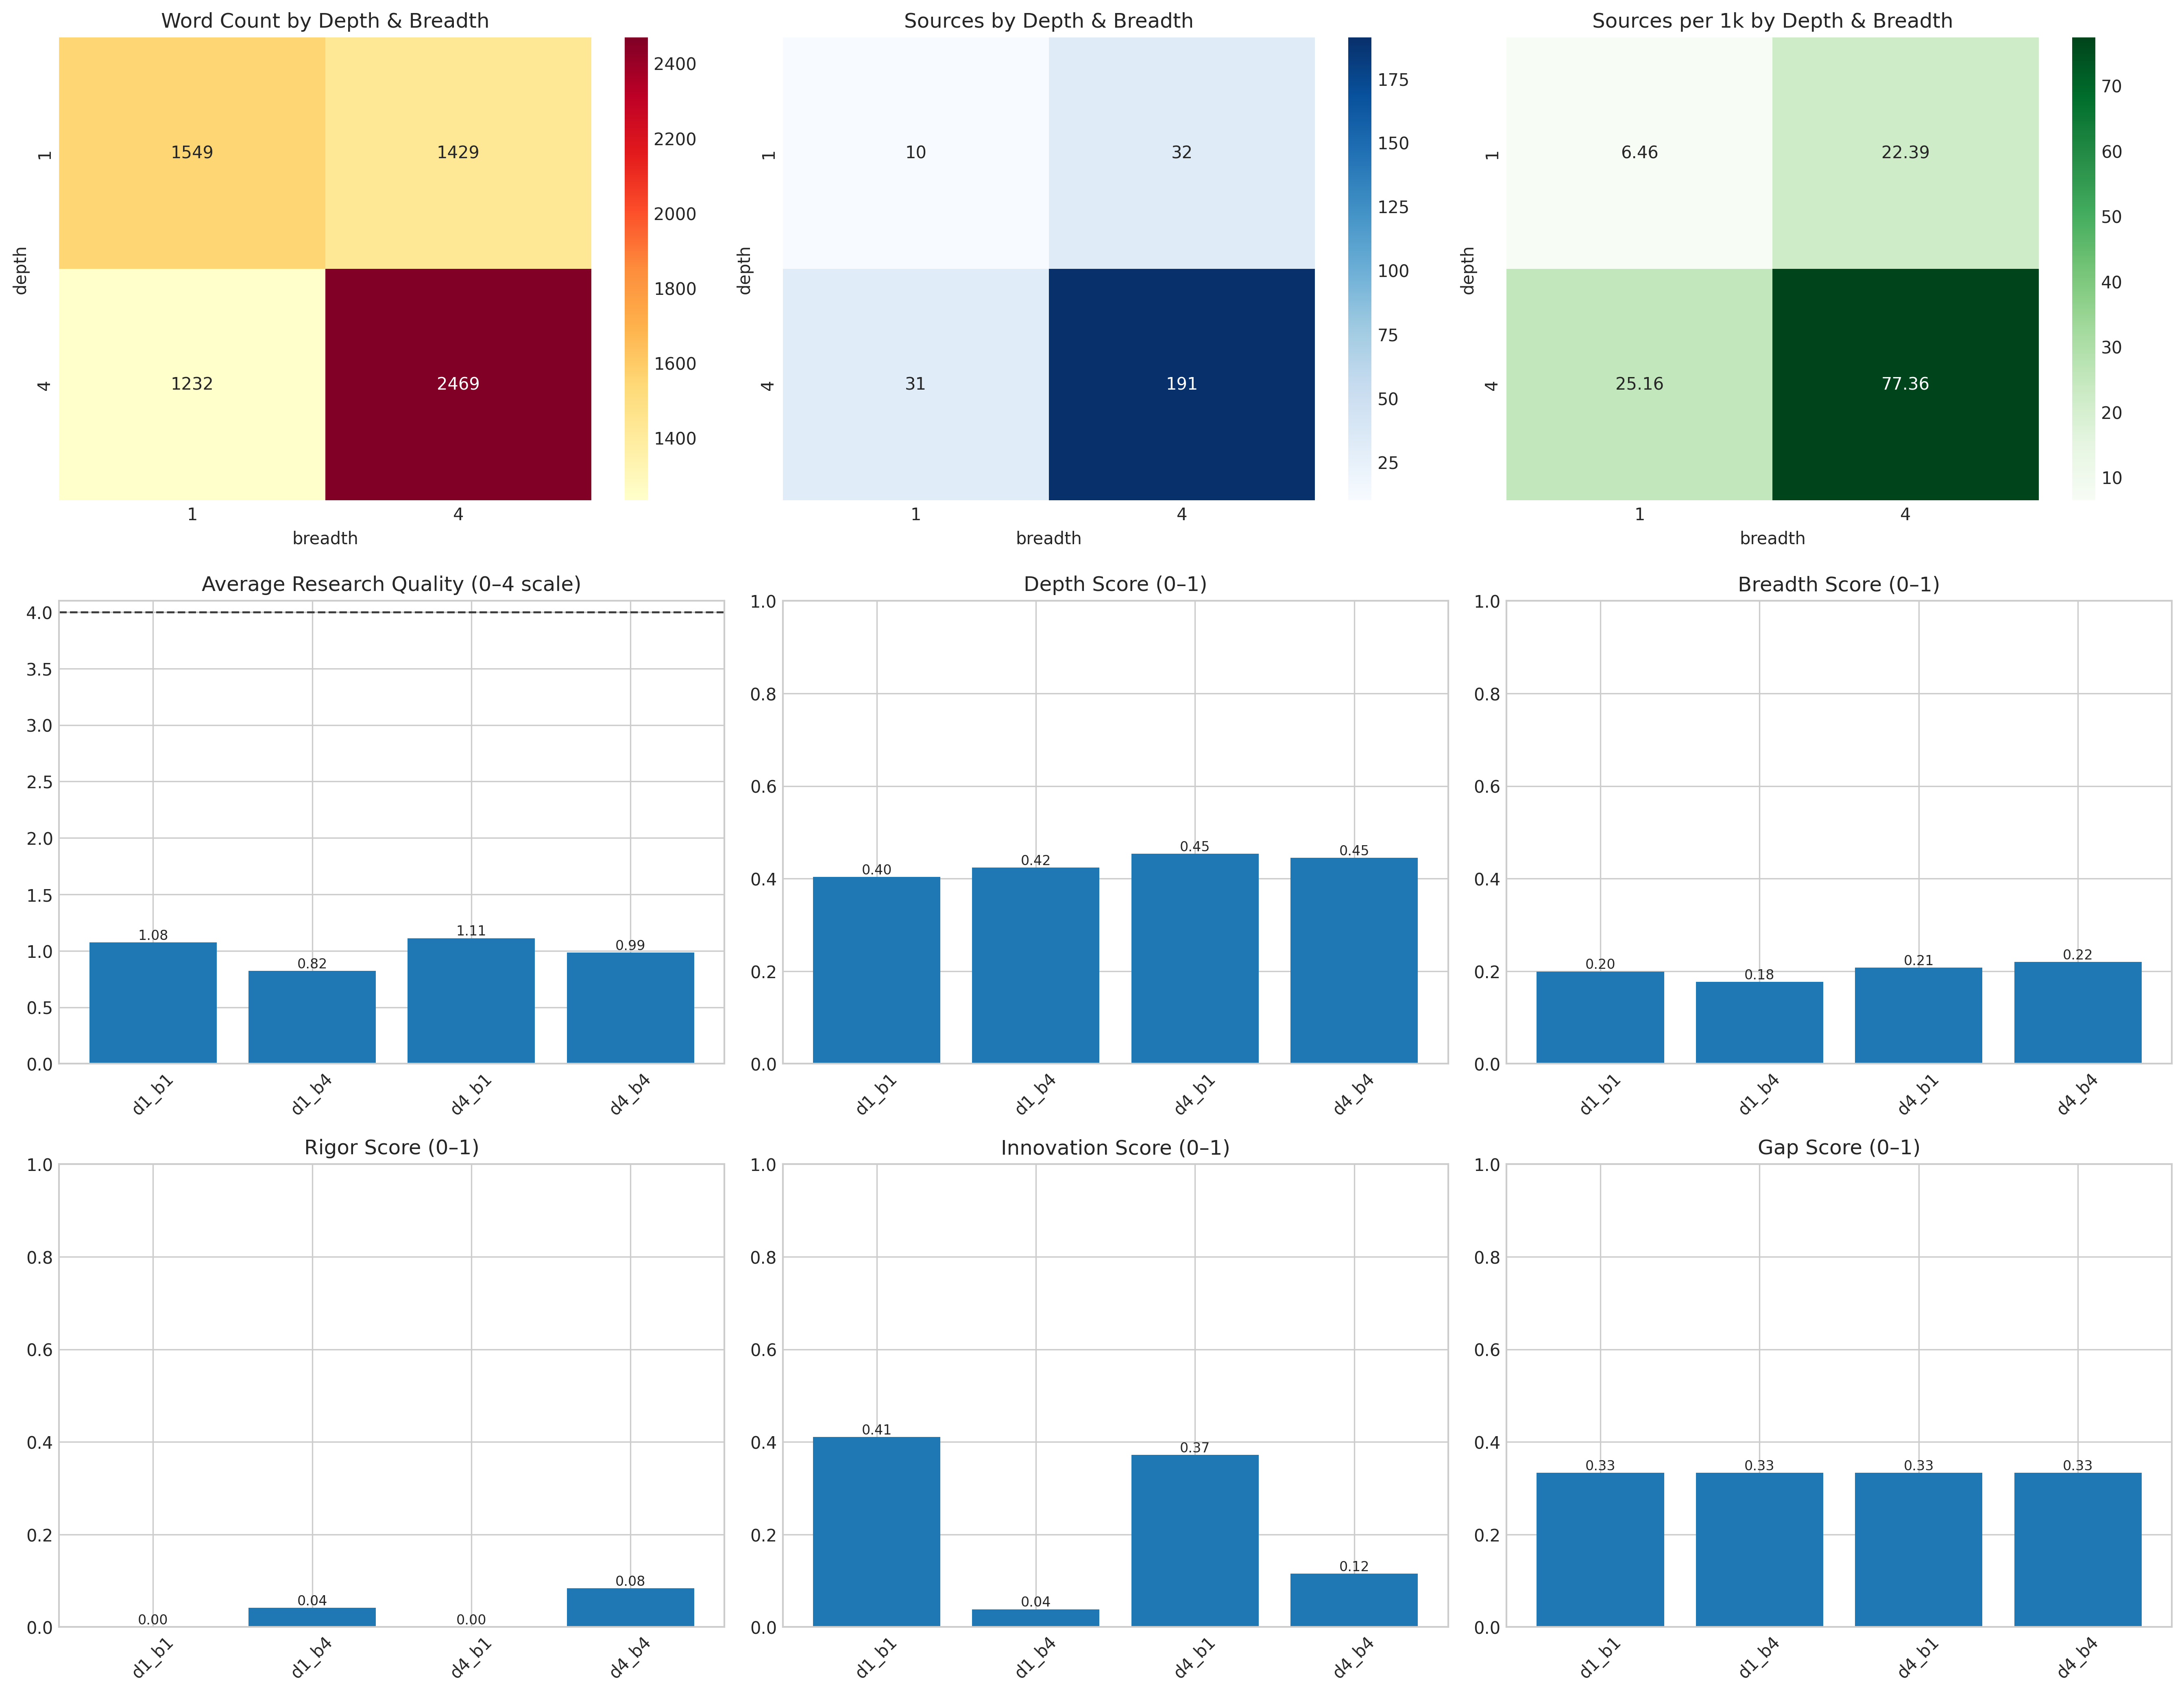 Word Count by Depth & Breadth
1549
1429
1232
2469
1
4
depth
1
4
breadth
2400
2200
2000
1800
1600
1400
Sources by Depth & Breadth
10
32
31
191
1
4
depth
1
4
breadth
175
150
125
100
75
50
25
Sources per 1k by Depth & Breadth
6.46
22.39
25.16
77.36
1
4
depth
1
4
breadth
70
60
50
40
30
20
10
Average Research Quality (0–4 scale)
4.0
3.5
3.0
2.5
2.0
1.5
1.0
0.5
0.0
1.08
0.82
1.11
0.99
d1_b1
d1_b4
d4_b1
d4_b4
Depth Score (0–1)
1.0
0.8
0.6
0.4
0.2
0.0
0.40
0.42
0.45
0.45
d1_b1
d1_b4
d4_b1
d4_b4
Breadth Score (0–1)
1.0
0.8
0.6
0.4
0.2
0.0
0.20
0.18
0.21
0.22
d1_b1
d1_b4
d4_b1
d4_b4
Rigor Score (0–1)
1.0
0.8
0.6
0.4
0.2
0.0
0.00
0.04
0.00
0.08
d1_b1
d1_b4
d4_b1
d4_b4
Innovation Score (0–1)
1.0
0.8
0.6
0.4
0.2
0.0
0.41
0.04
0.37
0.12
d1_b1
d1_b4
d4_b1
d4_b4
Gap Score (0–1)
1.0
0.8
0.6
0.4
0.2
0.0
0.33
0.33
0.33
0.33
d1_b1
d1_b4
d4_b1
d4_b4